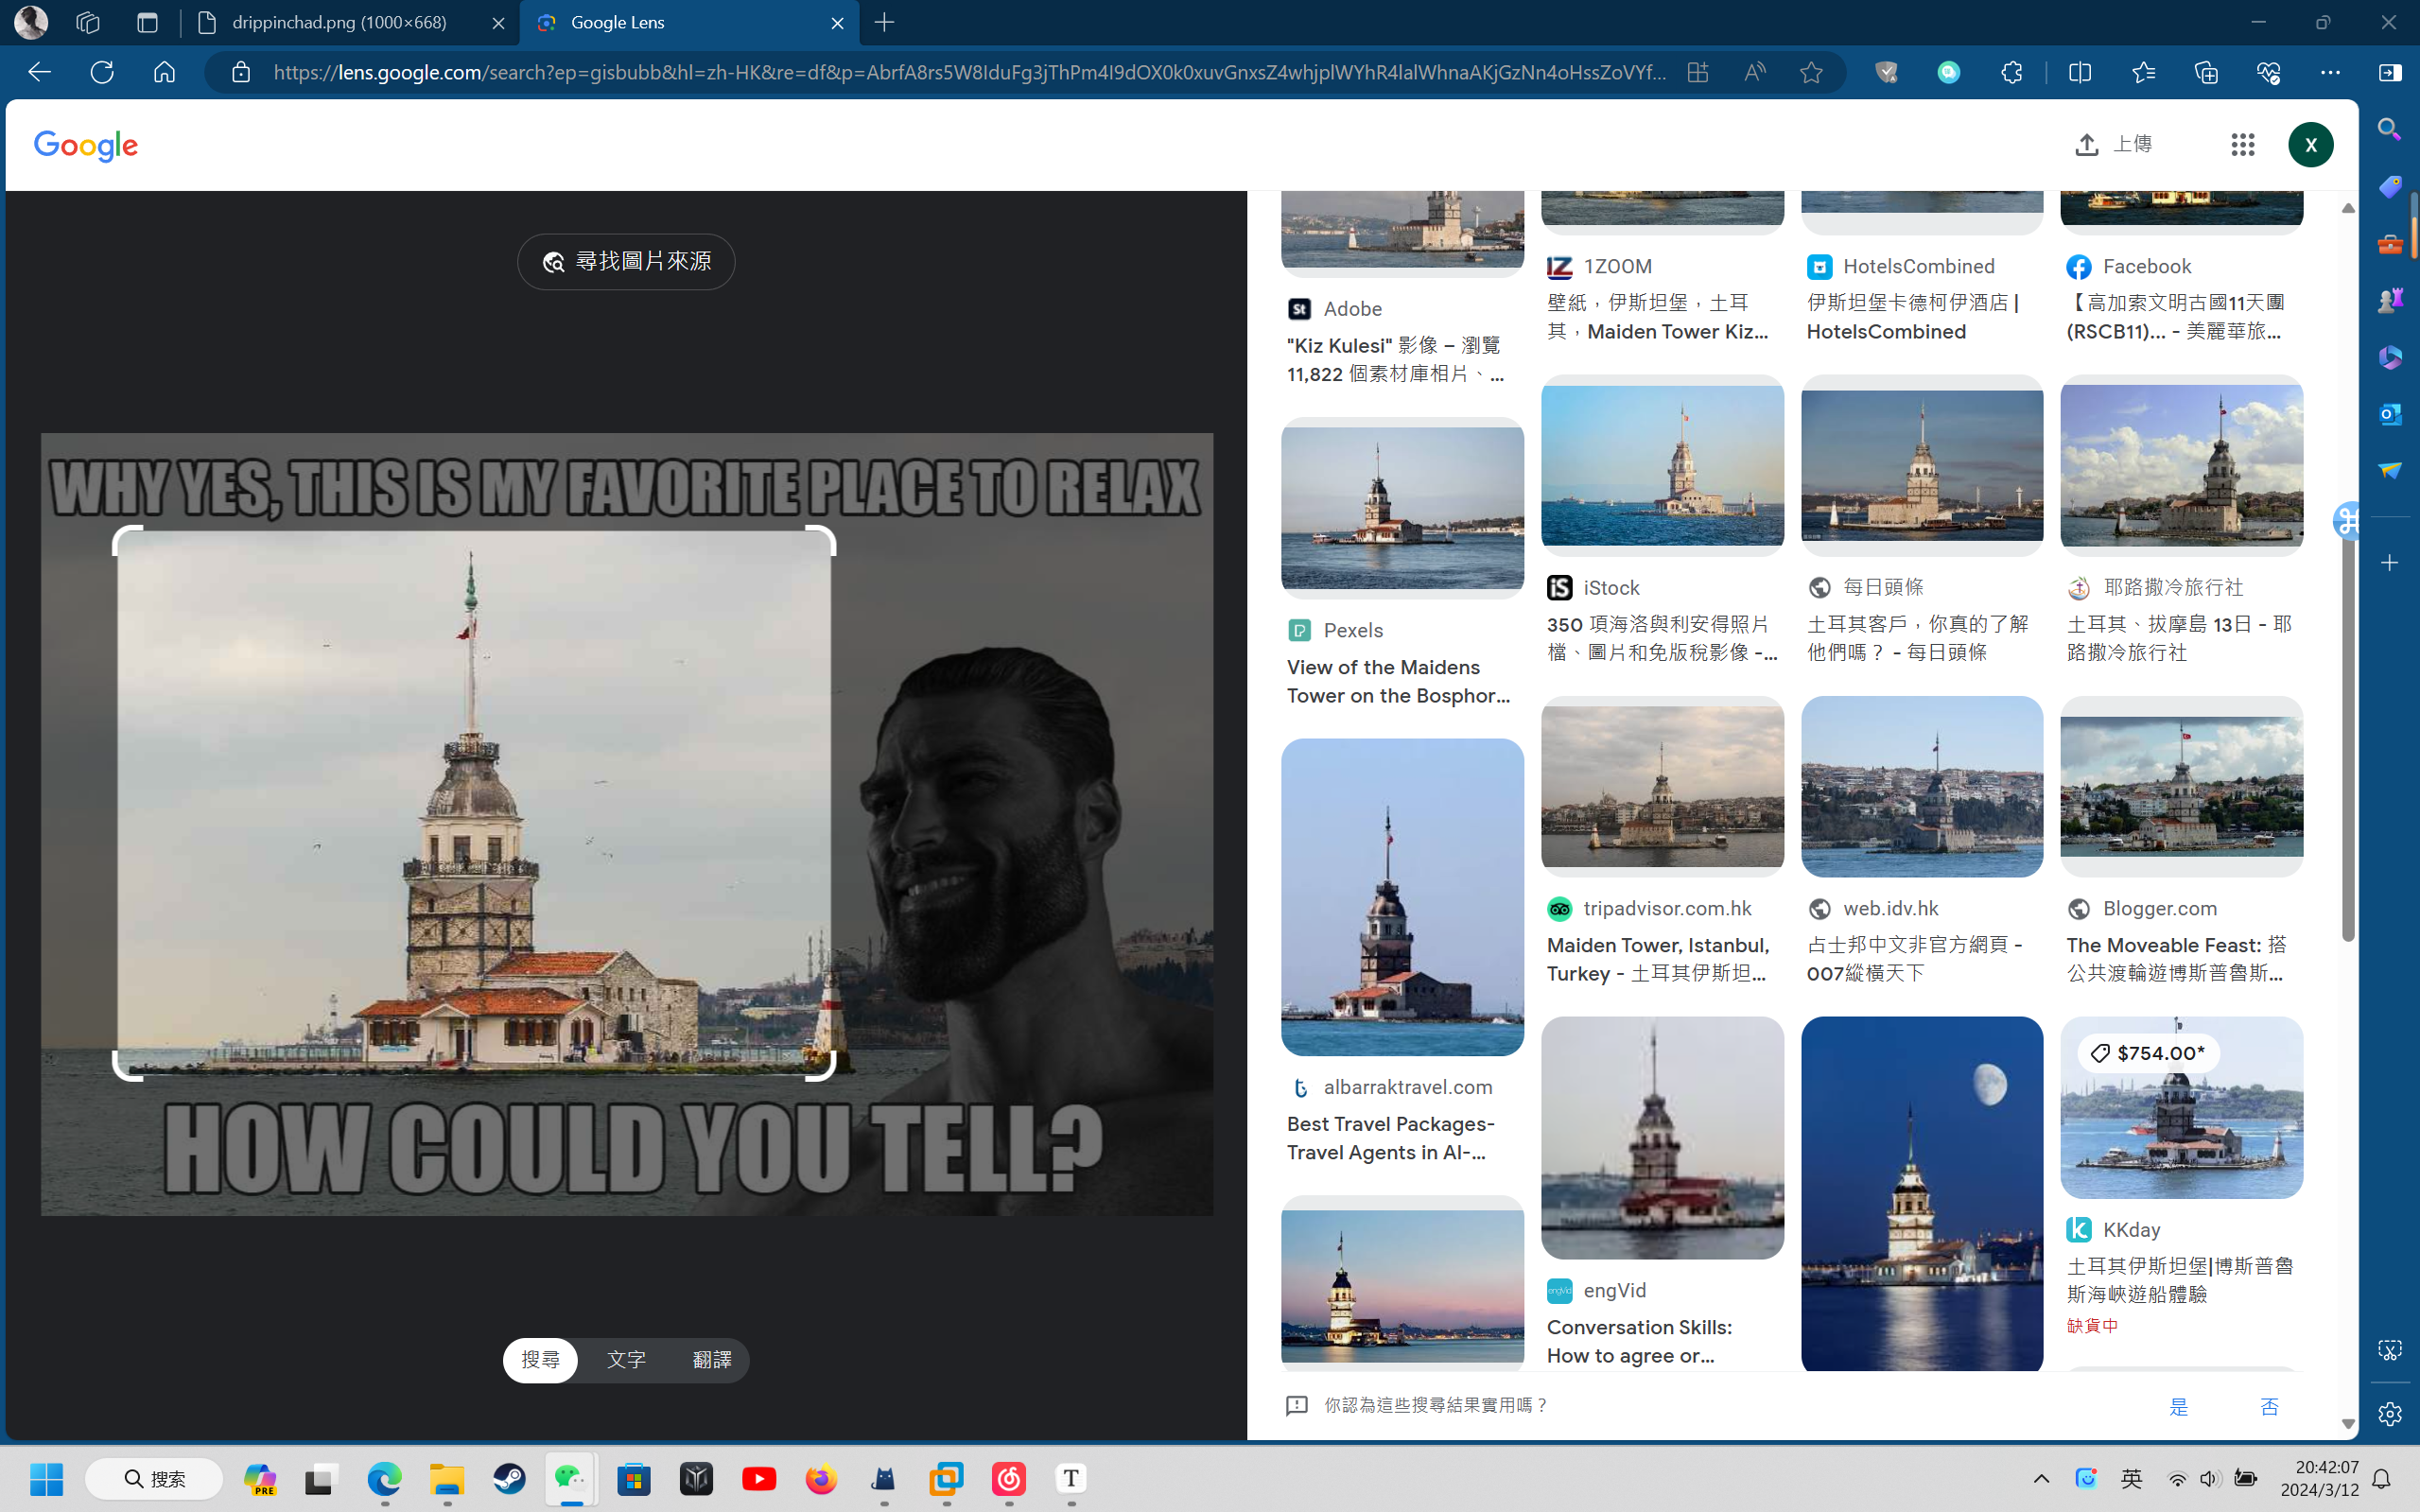 drippinchad.png (1000×668)
Google Lens
https://lens.google.com/search?ep=gisbubb&hl=zh-HK&re=df&p=AbrfA8rs5W8IduFg3jThPm4I9dOX0k0xuvGnxsZ4whjplWYhR4lalWhnaAKjGzNn4oHssZoVYf...
Google
上傳
X
尋找圖片來源
WHY YES, THIS IS MY FAVORITE PLACE TO RELAX
HOW COULD YOU TELL?
搜尋
文字
翻譯
Adobe
"Kiz Kulesi" 影像 – 瀏覽
11,822 個素材庫相片、...
Pexels
View of the Maidens
Tower on the Bosphor...
albarraktravel.com
Best Travel Packages-
Travel Agents in Al-...
1ZOOM
壁紙，伊斯坦堡，土耳
其，Maiden Tower Kiz...
iStock
350 項海洛與利安得照片
檔、圖片和免版稅影像 -...
tripadvisor.com.hk
Maiden Tower, Istanbul,
Turkey - 土耳其伊斯坦...
engVid
Conversation Skills:
How to agree or...
HotelsCombined
伊斯坦堡卡德柯伊酒店 |
HotelsCombined
每日頭條
土耳其客戶，你真的了解
他們嗎？ - 每日頭條
web.idv.hk
占士邦中文非官方網頁 -
007縱橫天下
Facebook
【高加索文明古國11天團
(RSCB11)... - 美麗華旅...
耶路撒冷旅行社
土耳其、拔摩島 13日 - 耶
路撒冷旅行社
Blogger.com
The Moveable Feast: 搭
公共渡輪遊博斯普魯斯...
$754.00*
KKday
土耳其伊斯坦堡|博斯普魯
斯海峽遊船體驗
缺貨中
你認為這些搜尋結果實用嗎？
是
否
搜索
PRE
T
英
20:42:07
2024/3/12